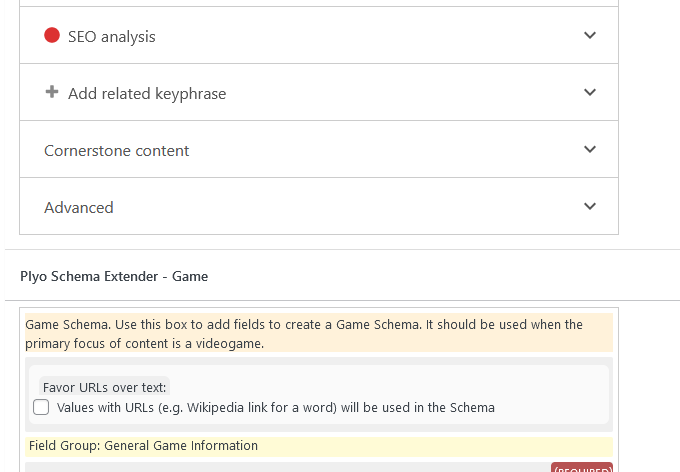 SEO analysis
Add related keyphrase
Cornerstone content
Advanced
Plyo Schema Extender - Game
Game Schema. Use this box to add fields to create a Game Schema. It should be used when the
primary focus of content is a videogame.
Favor URLs over text:
Values with URLs (e.g. Wikipedia link for a word) will be used in the Schema
Field Group: General Game Information
(REQUIRED)